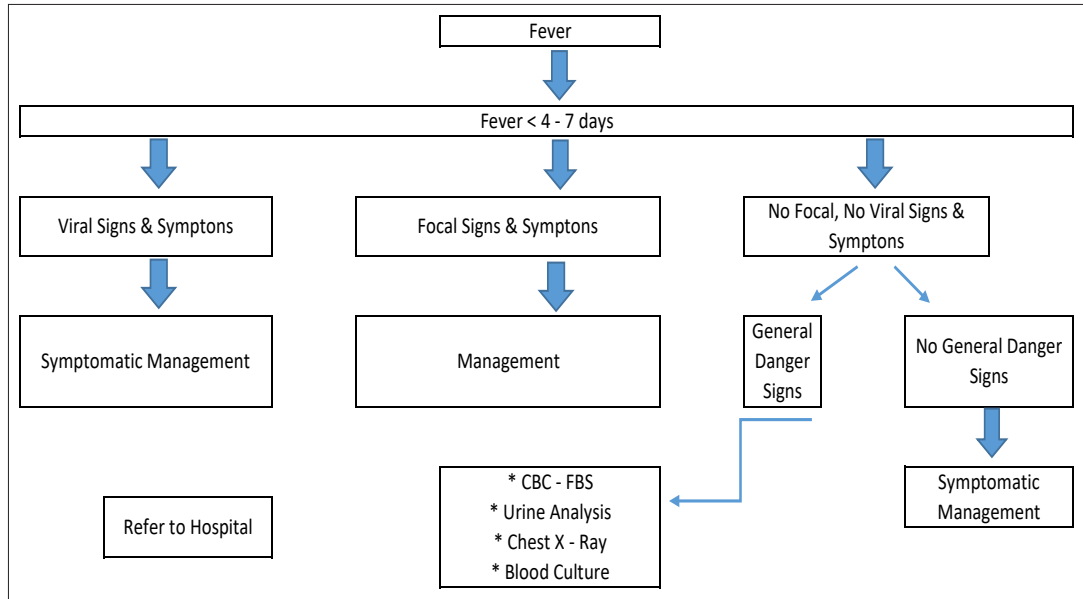 Fever
Fever < 4 - 7 days
Viral Signs & Symptons
Focal Signs & Symptons
No Focal, No Viral Signs &
Symptons
Symptomatic Management
Management
General
Danger
Signs
No General Danger
Signs
Refer to Hospital
* CBC - FBS
* Urine Analysis
* Chest X - Ray
* Blood Culture
Symptomatic
Management